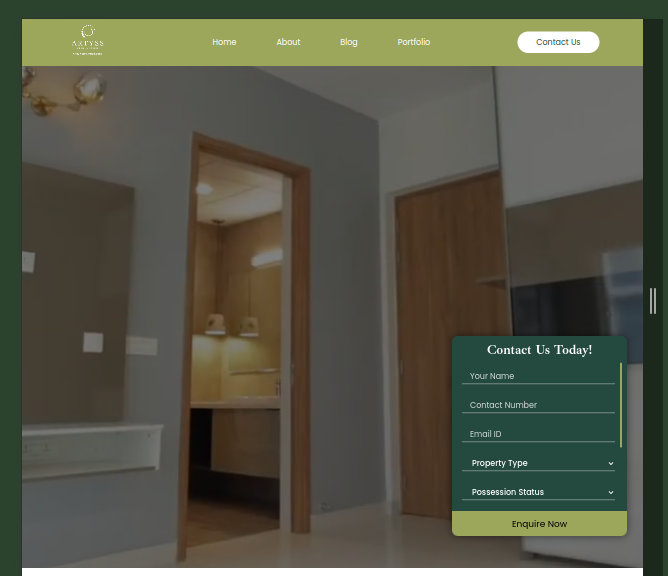 ARTYSS
Home
About
Blog
Portfolio
Contact Us
Contact Us Today!
Your Name
Contact Number
Email ID
Property Type
Possession Status
Enquire Now